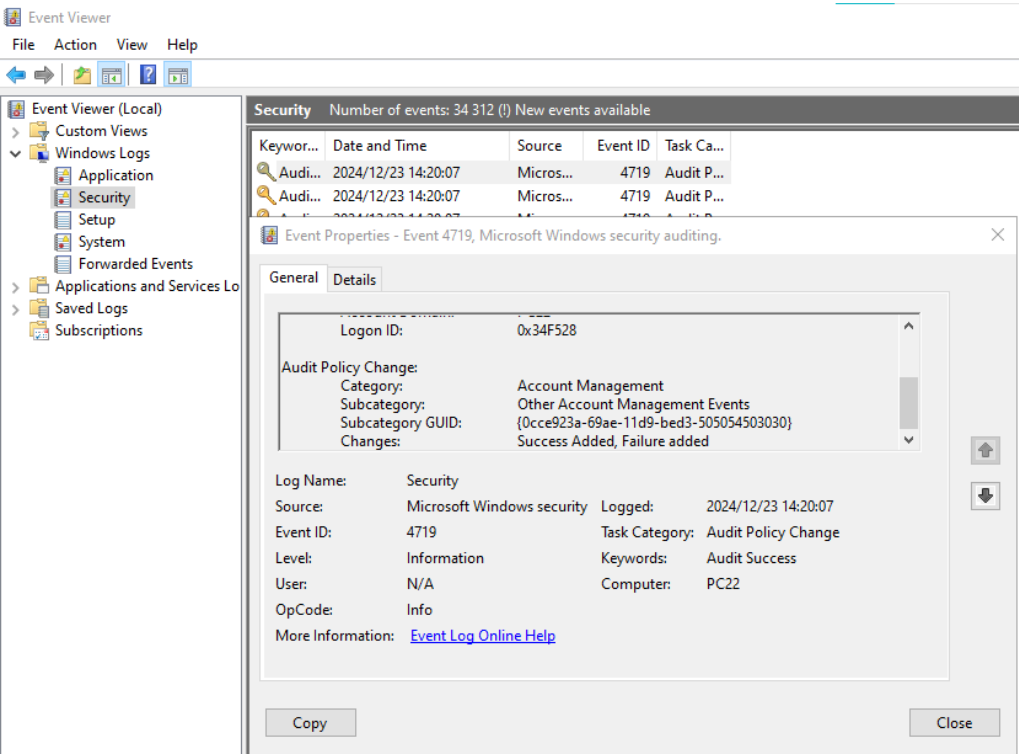 Event Viewer
File Action View Help
Event Viewer (Local)
Custom Views
Windows Logs
Application
Security
Setup
System
Forwarded Events
Applications and Services Lo
Saved Logs
Subscriptions
Security Number of events: 34 312 (!) New events available
Keywor... Date and Time Source Event ID Task Ca...
Audi... 2024/12/23 14:20:07 Micros... 4719 Audit P...
Audi... 2024/12/23 14:20:07 Micros... 4719 Audit P...
Event Properties - Event 4719, Microsoft Windows security auditing.
General Details
Logon ID: 0x34F528
Audit Policy Change:
Category: Account Management
Subcategory: Other Account Management Events
Subcategory GUID: {0cce923a-69ae-11d9-bed3-505054503030}
Changes: Success Added, Failure added
Log Name: Security
Source: Microsoft Windows security Logged: 2024/12/23 14:20:07
Event ID: 4719 Task Category: Audit Policy Change
Level: Information Keywords: Audit Success
User: N/A Computer: PC22
OpCode: Info
More Information: Event Log Online Help
Copy Close